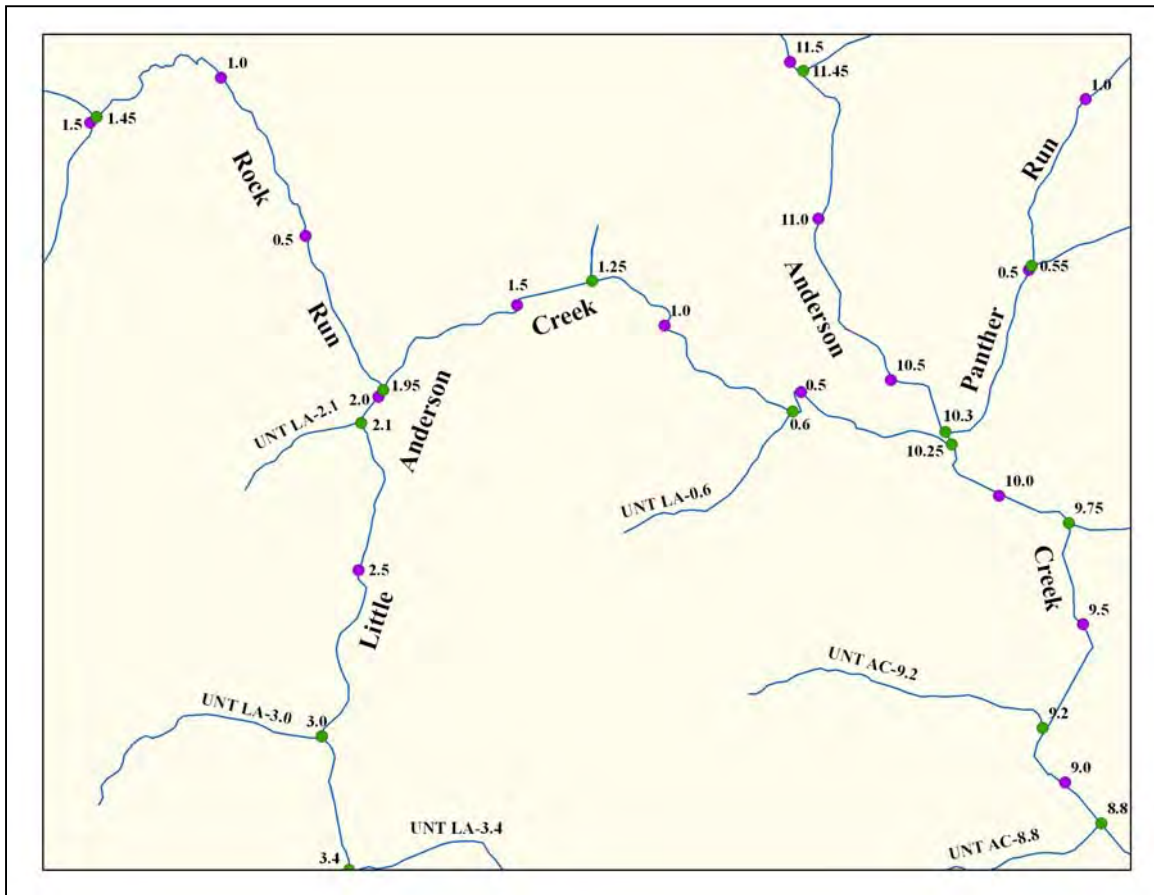 11.5
11.45
1.0
1.0
1.5
1.45
Rock
Run
11.0
0.5
0.5
0.55
1.25
1.5
Anderson
Creek
Run
1.0
Panther
10.5
1.95
0.5
2.0
UNT LA-2.1
2.1
0.6
10.3
10.25
Anderson
10.0
UNT LA-0.6
9.75
2.5
Creek
Little
9.5
UNT AC-9.2
UNT LA-3.0
3.0
9.2
9.0
8.8
UNT LA-3.4
3.4
UNT AC-8.8